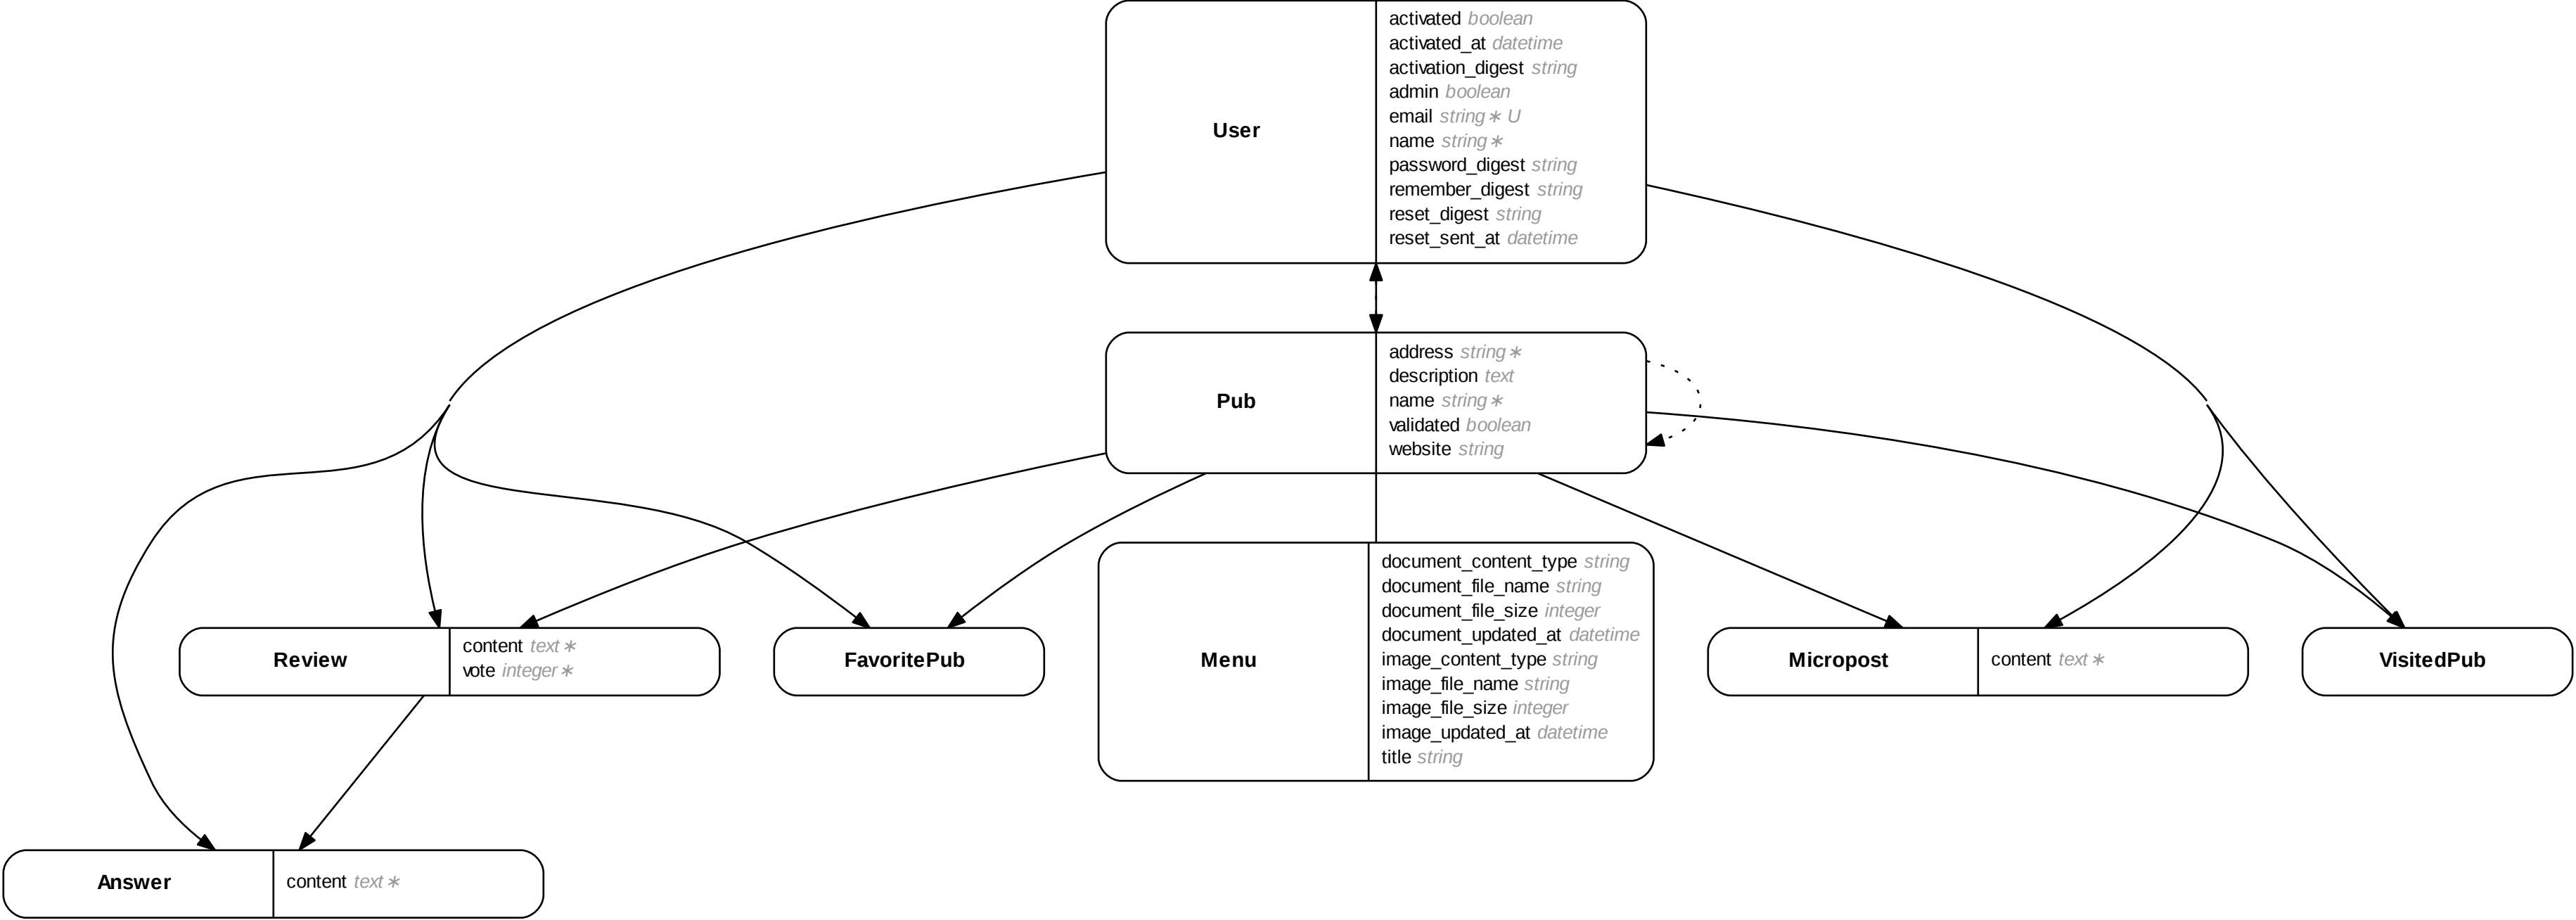 User
activated boolean
activated_at datetime
activation_digest string
admin boolean
email string∗ U
name string∗
password_digest string
remember_digest string
reset_digest string
reset_sent_at datetime
Pub
address string∗
description text
name string∗
validated boolean
website string
Review
content text∗
vote integer∗
FavoritePub
Menu
document_content_type string
document_file_name string
document_file_size integer
document_updated_at datetime
image_content_type string
image_file_name string
image_file_size integer
image_updated_at datetime
title string
Micropost
content text∗
VisitedPub
Answer
content text∗